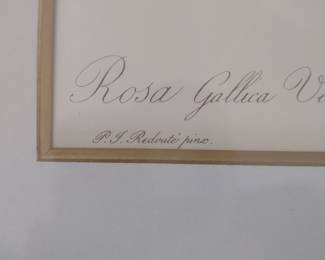 Rosa Gallica V
P. J. Redouté pinx.